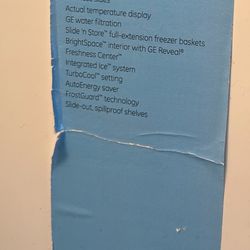 Actual temperature display
GE water filtration
Slide 'n Store™ full-extension freezer baskets
BrightSpace™ interior with GE Reveal®
Freshness Center™
Integrated Ice™ system
TurboCool™ setting
AutoEnergy saver
FrostGuard™ technology
Slide-out, spillproof shelves